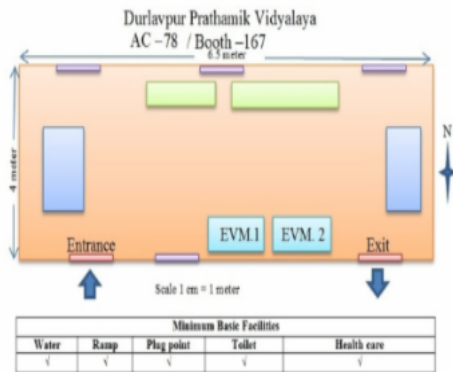 Durlavpur Prathamik Vidyalaya
AC –78 / Booth –167
6.5 meter
4 meter
N
EVM.1
EVM. 2
Entrance
Exit
Scale 1 cm = 1 meter
Minimum Basic Facilities
Water Ramp Plug point Toilet Health care
√ √ √ √ √